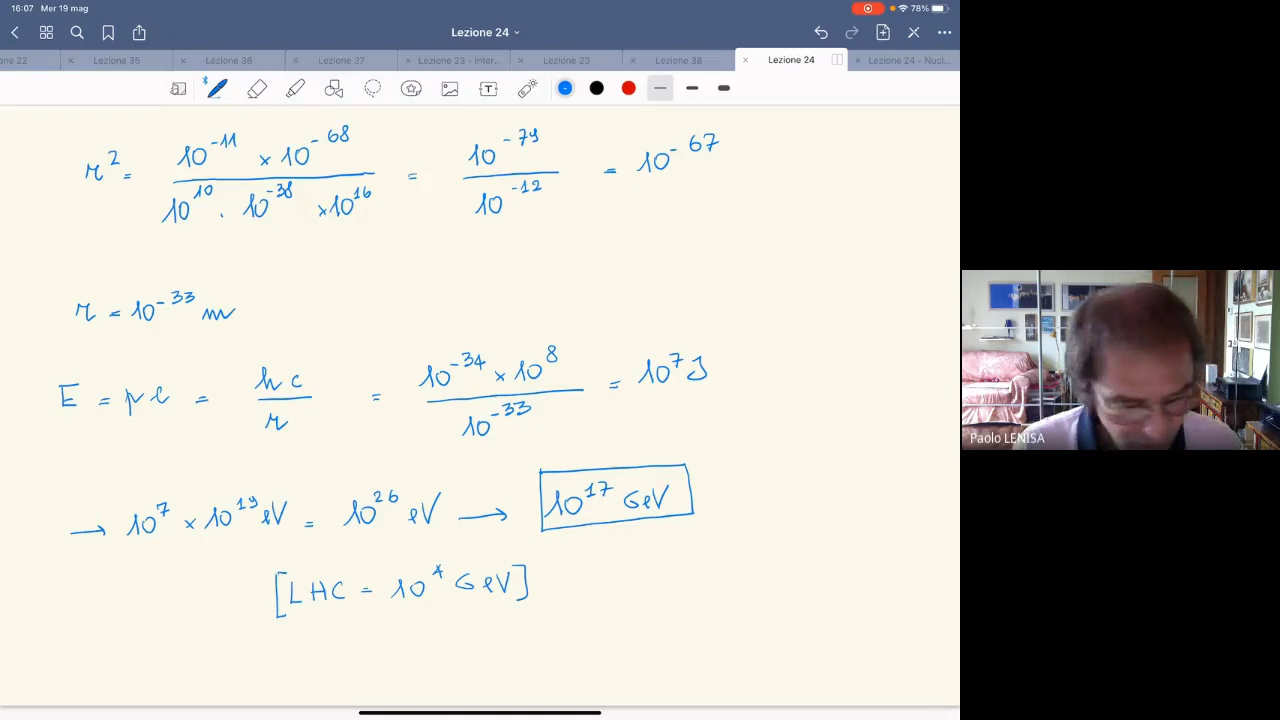 16:07 Mer 19 mag
78%
Lezione 24
one 22
Lezione 35
Lezione 36
Lezione 37
Lezione 23 - Inter...
Lezione 23
Lezione 38
Lezione 24
Lezione 24 - Nucl...
r² = 10⁻¹¹ × 10⁻⁶⁸ / 10¹⁰ · 10⁻³⁸ × 10¹⁶ = 10⁻⁷⁹ / 10⁻¹² = 10⁻⁶⁷
r = 10⁻³³ m
E = pc = hc / r = 10⁻³⁴ × 10⁸ / 10⁻³³ = 10⁷ J
→ 10⁷ × 10¹⁹ eV = 10²⁶ eV → 10¹⁷ GeV
[LHC = 10⁴ GeV]
Paolo LENISA